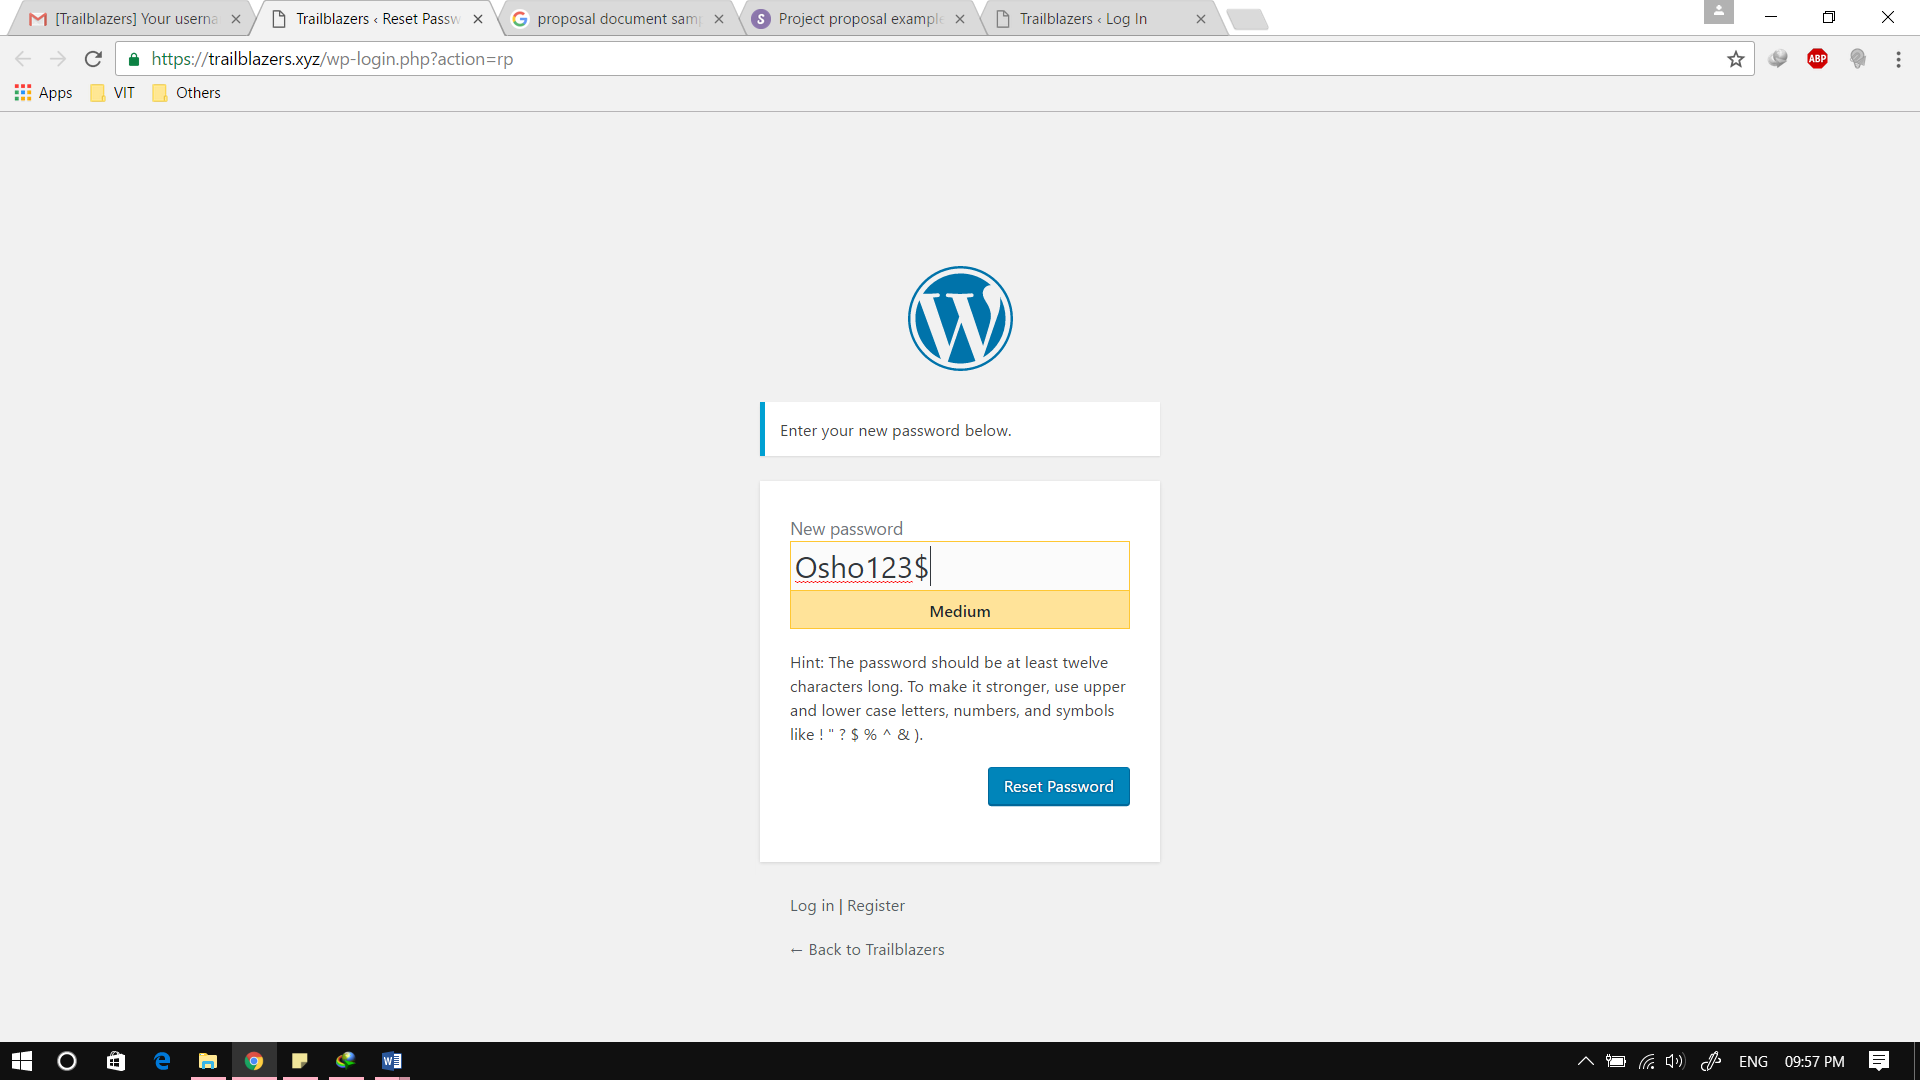 [Trailblazers] Your userna
Trailblazers ‹ Reset Passw
proposal document sam
Project proposal example
Trailblazers ‹ Log In
https://trailblazers.xyz/wp-login.php?action=rp
ABP
Apps
VIT
Others
Enter your new password below.
New password
Osho123$
Medium
Hint: The password should be at least twelve
characters long. To make it stronger, use upper
and lower case letters, numbers, and symbols
like ! " ? $ % ^ & ).
Reset Password
Log in | Register
← Back to Trailblazers
ENG
09:57 PM